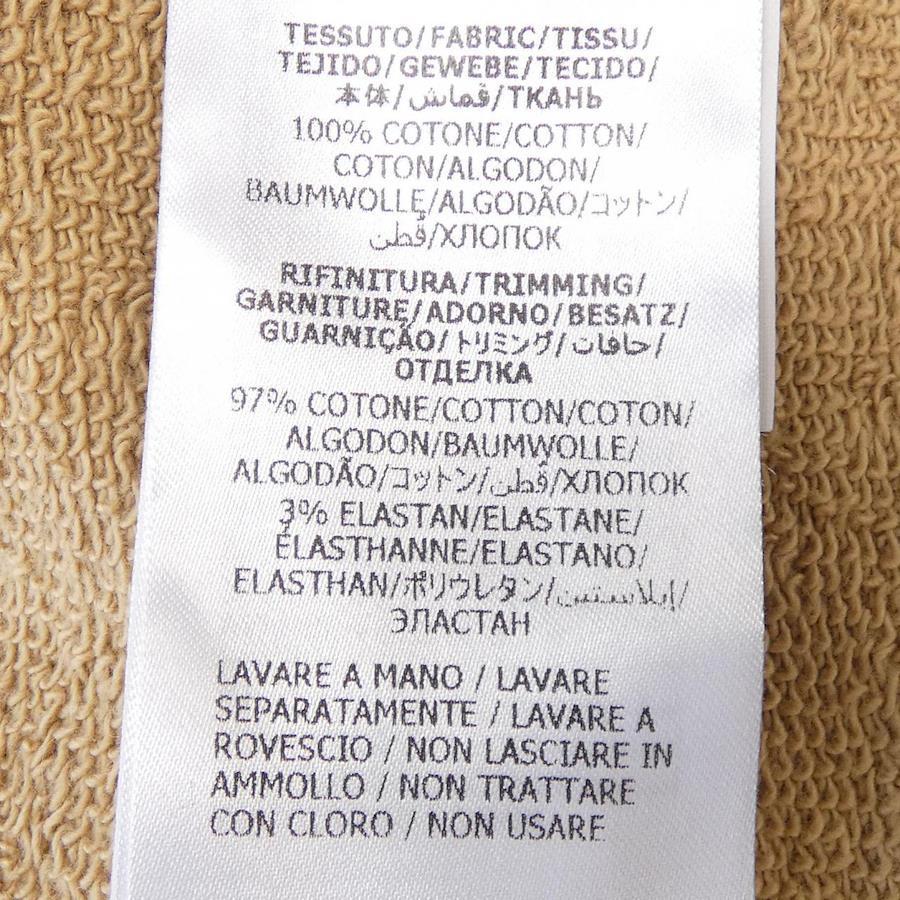 TESSUTO/FABRIC/TISSU/
TEJIDO/GEWEBE/TECIDO/
本体/قماش/ТКАНЬ
100% COTONE/COTTON/
COTON/ALGODON/
BAUMWOLLE/ALGODÃO/コットン/
قطن/ХЛОПОК
RIFINITURA/TRIMMING/
GARNITURE/ADORNO/BESATZ/
GUARNIÇÃO/トリミング/حافات/
ОТДЕЛКА
97% COTONE/COTTON/COTON/
ALGODON/BAUMWOLLE/
ALGODÃO/コットン/قطن/ХЛОПОК
3% ELASTAN/ELASTANE/
ÉLASTHANNE/ELASTANO/
ELASTHAN/ポリウレタン/إيلاستين/
ЭЛАСТАН
LAVARE A MANO / LAVARE
SEPARATAMENTE / LAVARE A
ROVESCIO / NON LASCIARE IN
AMMOLLO / NON TRATTARE
CON CLORO / NON USARE